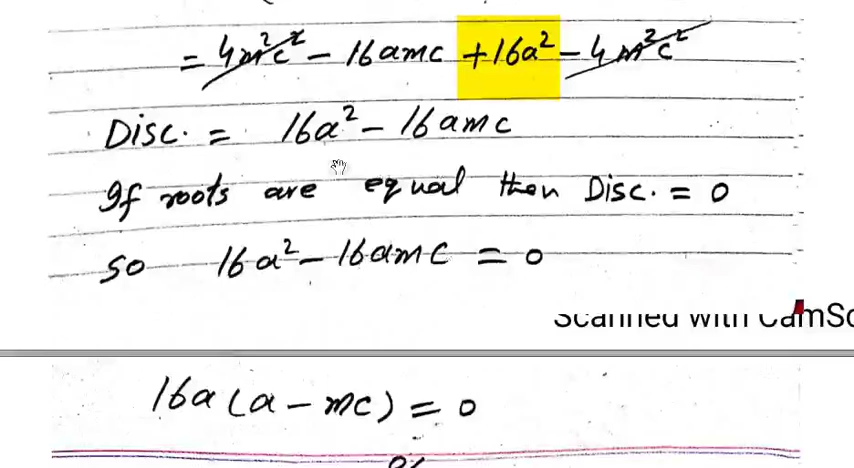 = 4m²c² - 16amc +16a² - 4m²c²
Disc. = 16a² - 16amc
If roots are equal then Disc. = 0
so 16a² - 16amc = 0
Scanned with CamSc
16a (a - mc) = 0